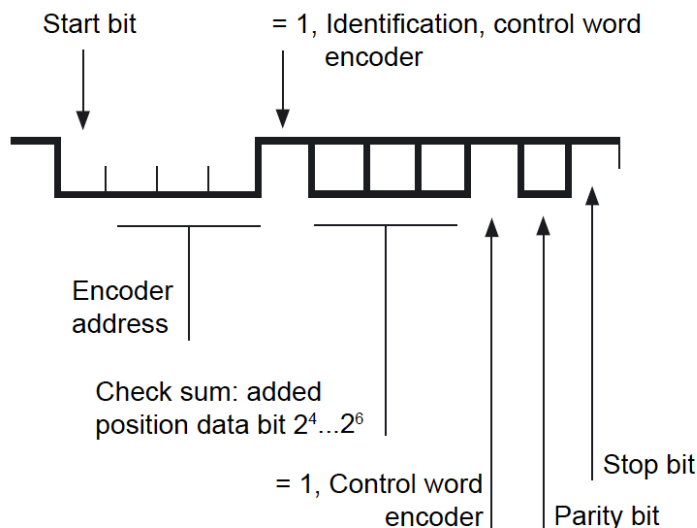 Start bit
= 1, Identification, control word
encoder
Encoder
address
Check sum: added
position data bit 2⁴...2⁶
= 1, Control word
encoder
Stop bit
Parity bit